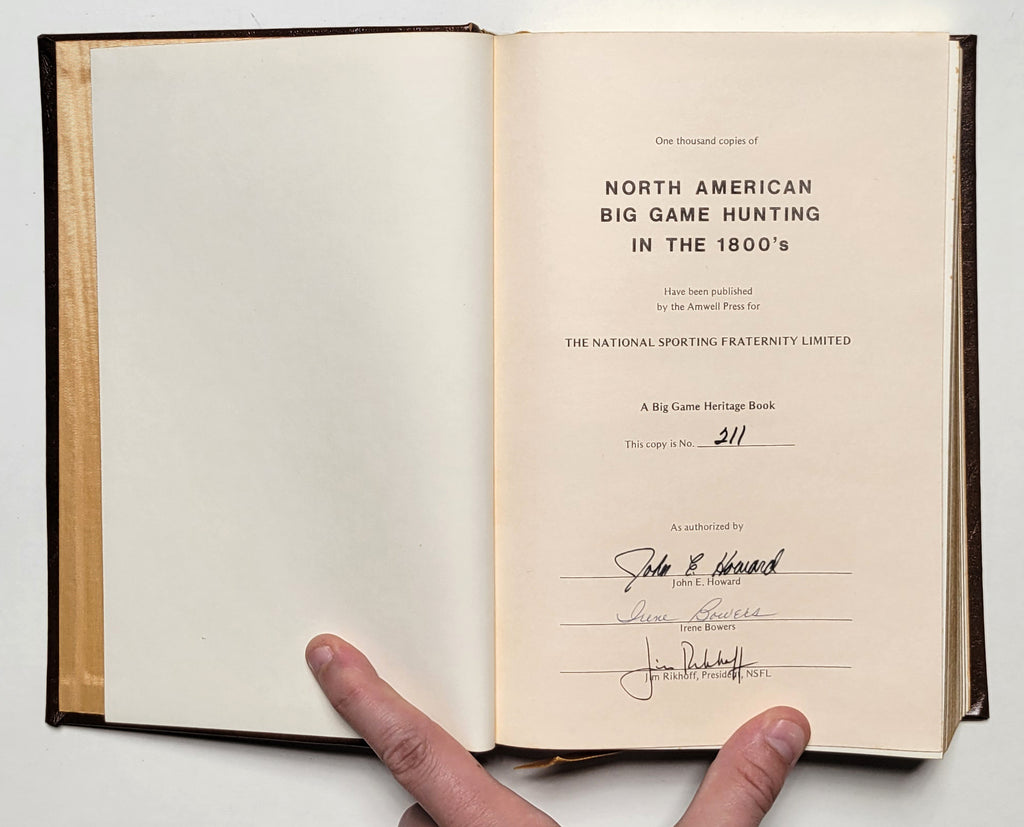 One thousand copies of
NORTH AMERICAN
BIG GAME HUNTING
IN THE 1800's
Have been published
by the Amwell Press for
THE NATIONAL SPORTING FRATERNITY LIMITED
A Big Game Heritage Book
This copy is No. 211
As authorized by
John E. Howard
John E. Howard
Irene Bowers
Irene Bowers
Jim Rikhoff
Jim Rikhoff, President, NSFL